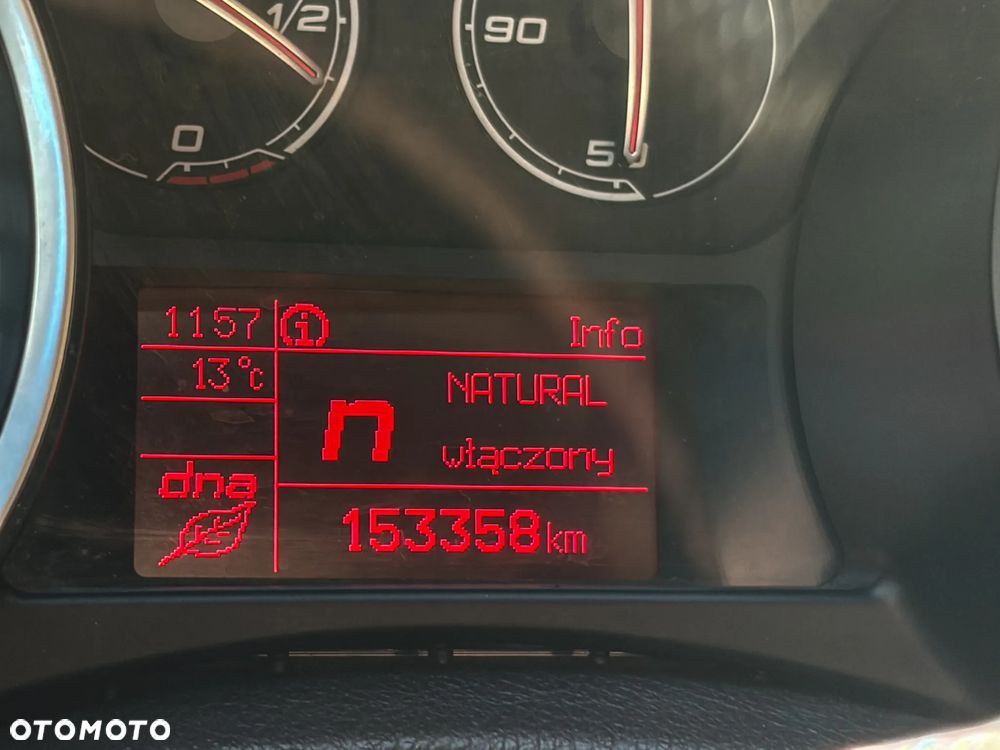 1/2
90
0
50
1157
i
Info
13°C
NATURAL
n
włączony
dna
153358km
OTOMOTO